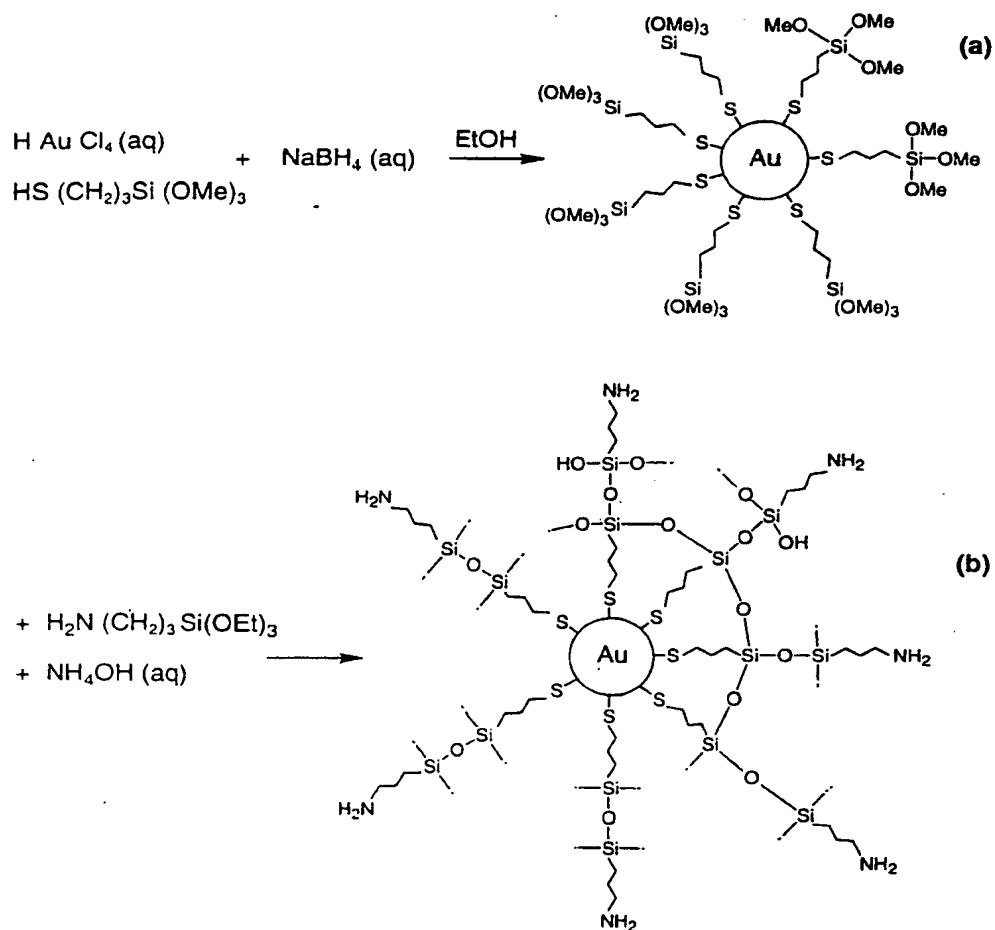 (a)
H Au Cl₄ (aq)
HS (CH₂)₃Si (OMe)₃
+ NaBH₄ (aq)
EtOH
(OMe)₃
Si
MeO OMe
Si
OMe
(OMe)₃
Si
S S
S Au S Si OMe OMe OMe
S
Si
(OMe)₃
S S
Si
(OMe)₃
Si
(OMe)₃
(b)
+ H₂N (CH₂)₃Si(OEt)₃
+ NH₄OH (aq)
NH₂
HO Si O
O
O Si O
H₂N
Si O Si
NH₂
O Si
O OH
Si
O
S S S
Au S Si O Si NH₂
S S S
O
Si O Si
H₂N
Si
O
Si
NH₂
Si
O
Si
NH₂